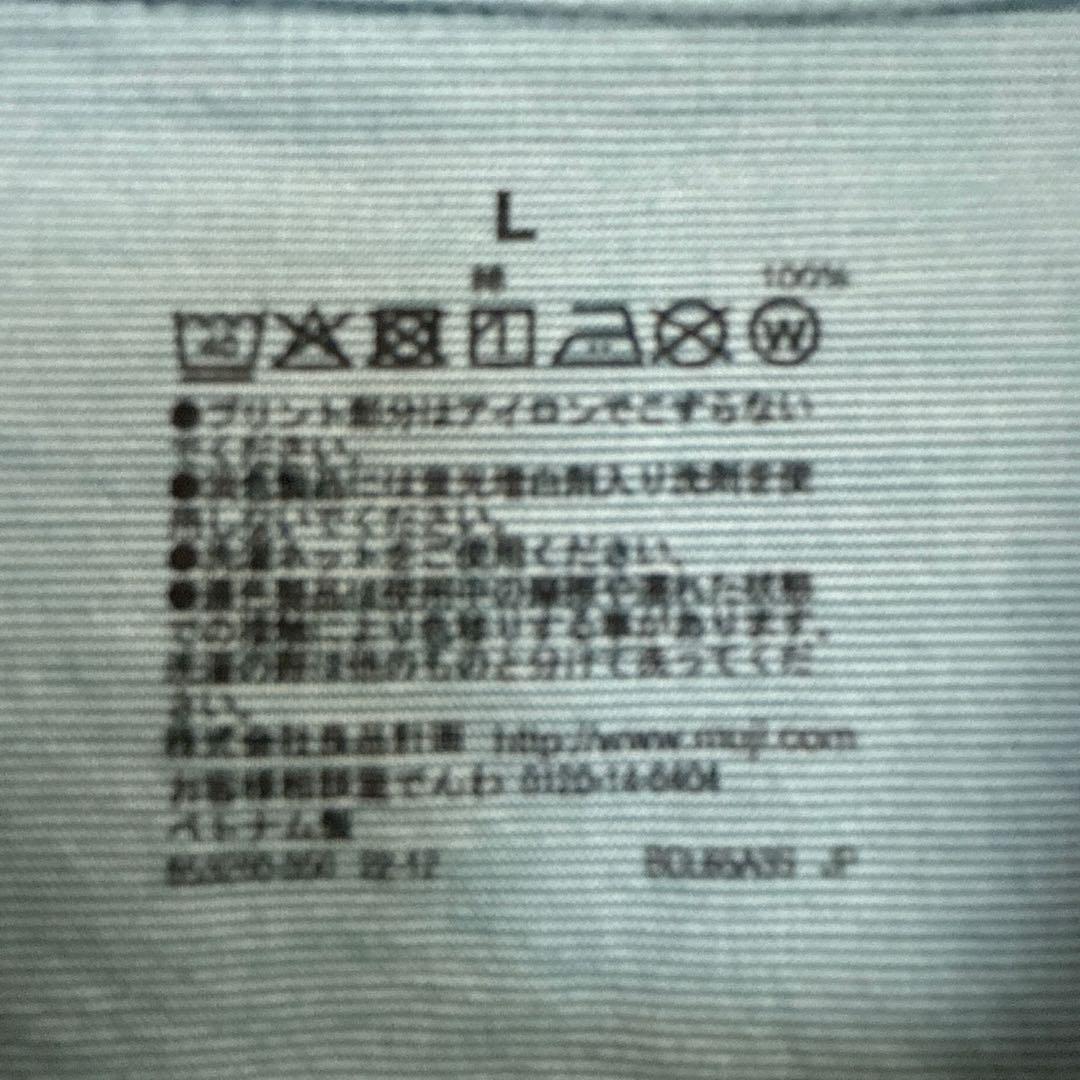 L
綿 100%
40
●プリント部分はアイロンでこすらない
でください。
●淡色製品には蛍光増白剤入り洗剤を使
用しないでください。
●洗濯ネットをご使用ください。
●濃色製品は使用中の摩擦や濡れた状態
での接触により色移りする事があります。
洗濯の際は他のものと分けて洗ってくだ
さい。
株式会社良品計画 http://www.muji.com
お客様相談室でんわ 0120-14-6404
ベトナム製
22-12 JP